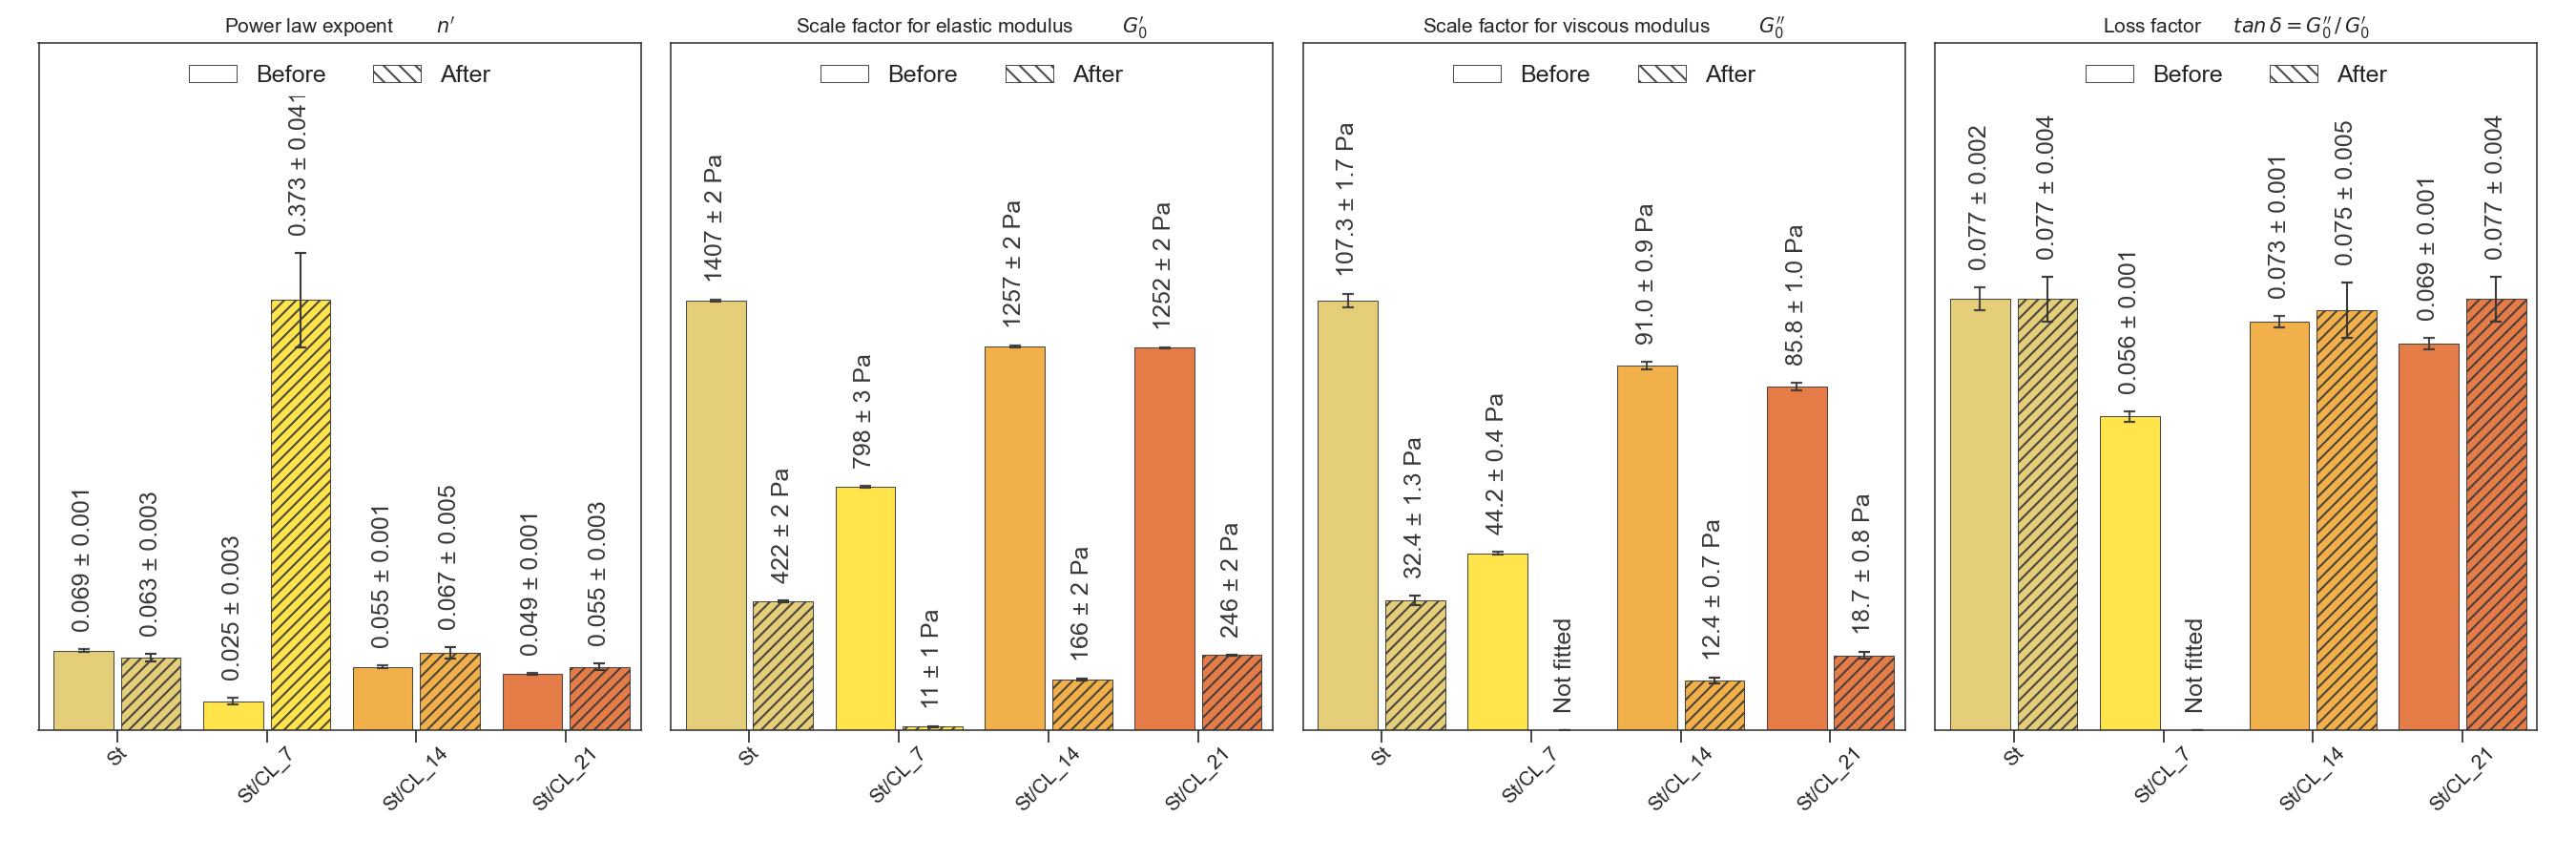 Power law expoent n′
Before After
0.069 ± 0.001
0.063 ± 0.003
0.025 ± 0.003
0.373 ± 0.041
0.055 ± 0.001
0.067 ± 0.005
0.049 ± 0.001
0.055 ± 0.003
St
St/CL_7
St/CL_14
St/CL_21
Scale factor for elastic modulus G′₀
Before After
1407 ± 2 Pa
422 ± 2 Pa
798 ± 3 Pa
11 ± 1 Pa
1257 ± 2 Pa
166 ± 2 Pa
1252 ± 2 Pa
246 ± 2 Pa
St
St/CL_7
St/CL_14
St/CL_21
Scale factor for viscous modulus G″₀
Before After
107.3 ± 1.7 Pa
32.4 ± 1.3 Pa
44.2 ± 0.4 Pa
Not fitted
91.0 ± 0.9 Pa
12.4 ± 0.7 Pa
85.8 ± 1.0 Pa
18.7 ± 0.8 Pa
St
St/CL_7
St/CL_14
St/CL_21
Loss factor tan δ = G″₀ / G′₀
Before After
0.077 ± 0.002
0.077 ± 0.004
0.056 ± 0.001
Not fitted
0.073 ± 0.001
0.075 ± 0.005
0.069 ± 0.001
0.077 ± 0.004
St
St/CL_7
St/CL_14
St/CL_21